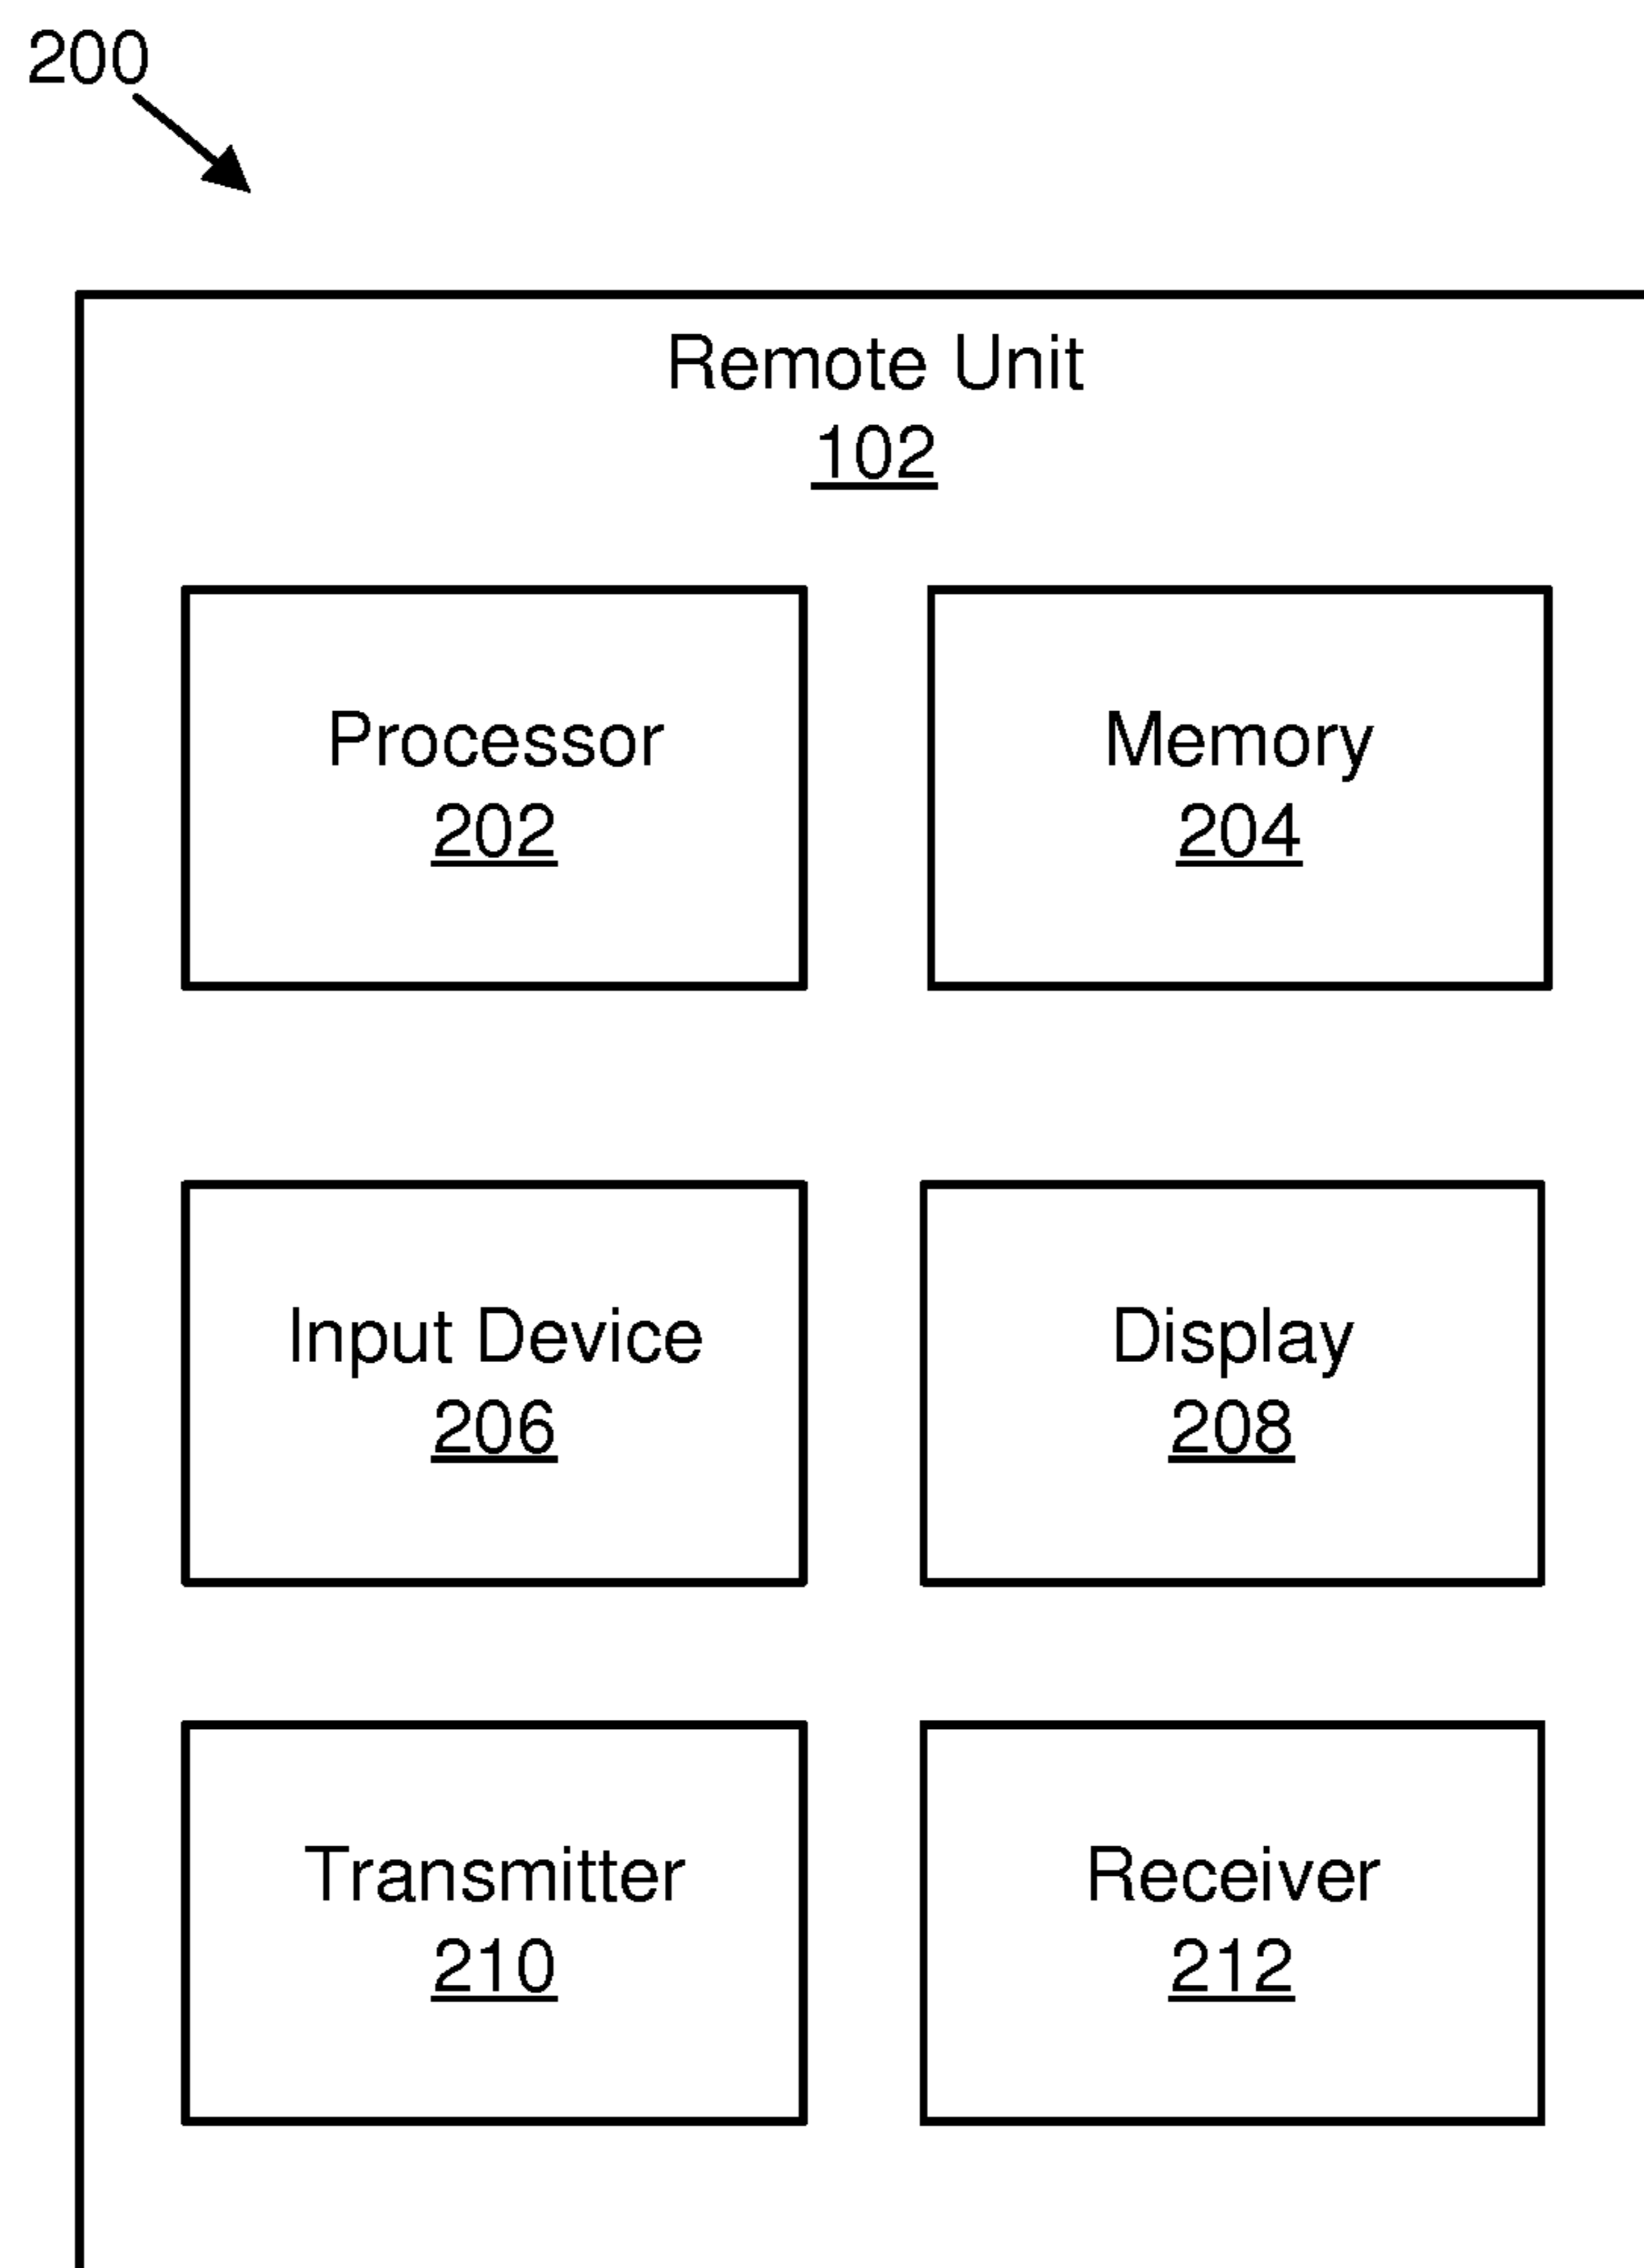 200
Remote Unit
102
Processor
202
Memory
204
Input Device
206
Display
208
Transmitter
210
Receiver
212